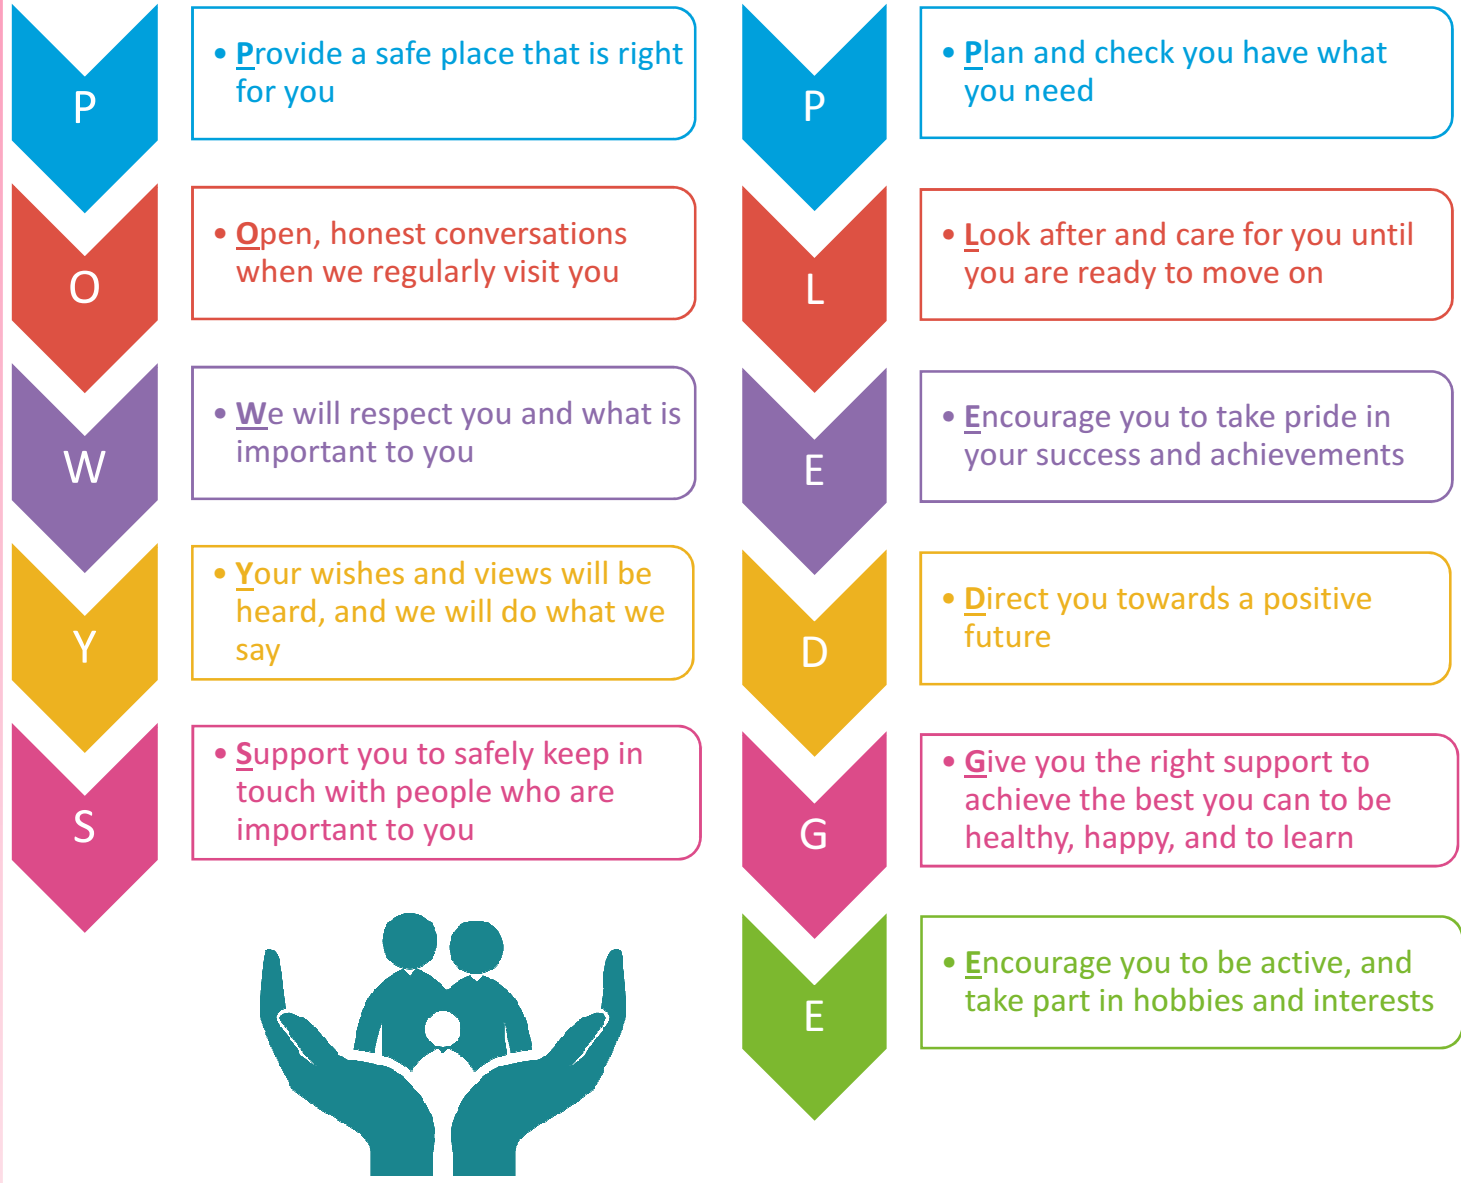 P
• Provide a safe place that is right
for you
O
• Open, honest conversations
when we regularly visit you
W
• We will respect you and what is
important to you
Y
• Your wishes and views will be
heard, and we will do what we
say
S
• Support you to safely keep in
touch with people who are
important to you
P
• Plan and check you have what
you need
L
• Look after and care for you until
you are ready to move on
E
• Encourage you to take pride in
your success and achievements
D
• Direct you towards a positive
future
G
• Give you the right support to
achieve the best you can to be
healthy, happy, and to learn
E
• Encourage you to be active, and
take part in hobbies and interests